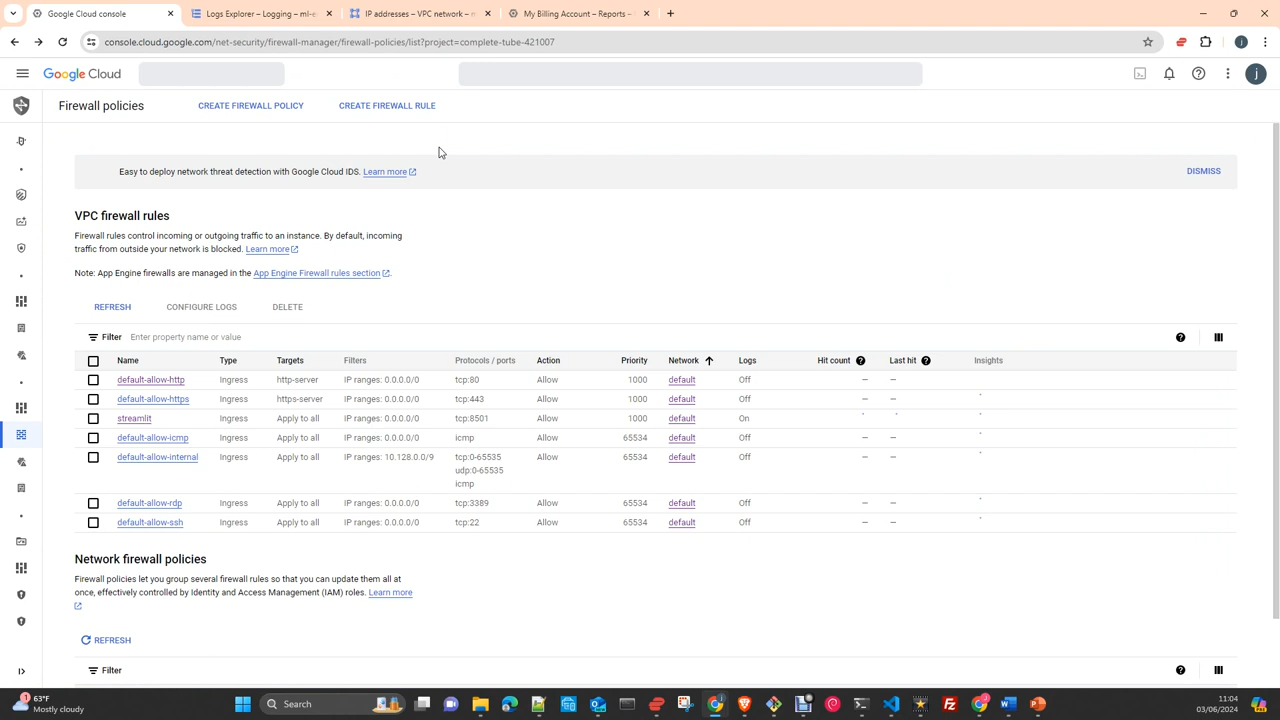 Google Cloud console
Logs Explorer – Logging – ml-e
IP addresses – VPC network – n
My Billing Account – Reports –
console.cloud.google.com/net-security/firewall-manager/firewall-policies/list?project=complete-tube-421007
j
Google Cloud
j
Firewall policies
CREATE FIREWALL POLICY
CREATE FIREWALL RULE
Easy to deploy network threat detection with Google Cloud IDS. Learn more
DISMISS
VPC firewall rules
Firewall rules control incoming or outgoing traffic to an instance. By default, incoming
traffic from outside your network is blocked. Learn more
Note: App Engine firewalls are managed in the App Engine Firewall rules section.
REFRESH CONFIGURE LOGS DELETE
Filter Enter property name or value
Name Type Targets Filters Protocols / ports Action Priority Network Logs Hit count Last hit Insights
default-allow-http Ingress http-server IP ranges: 0.0.0.0/0 tcp:80 Allow 1000 default Off — —
default-allow-https Ingress https-server IP ranges: 0.0.0.0/0 tcp:443 Allow 1000 default Off — —
streamlit Ingress Apply to all IP ranges: 0.0.0.0/0 tcp:8501 Allow 1000 default On
default-allow-icmp Ingress Apply to all IP ranges: 0.0.0.0/0 icmp Allow 65534 default Off — —
default-allow-internal Ingress Apply to all IP ranges: 10.128.0.0/9 tcp:0-65535 Allow 65534 default Off — —
udp:0-65535
icmp
default-allow-rdp Ingress Apply to all IP ranges: 0.0.0.0/0 tcp:3389 Allow 65534 default Off — —
default-allow-ssh Ingress Apply to all IP ranges: 0.0.0.0/0 tcp:22 Allow 65534 default Off — —
Network firewall policies
Firewall policies let you group several firewall rules so that you can update them all at
once, effectively controlled by Identity and Access Management (IAM) roles. Learn more
REFRESH
Filter
63°F
Mostly cloudy
Search
11:04
03/06/2024